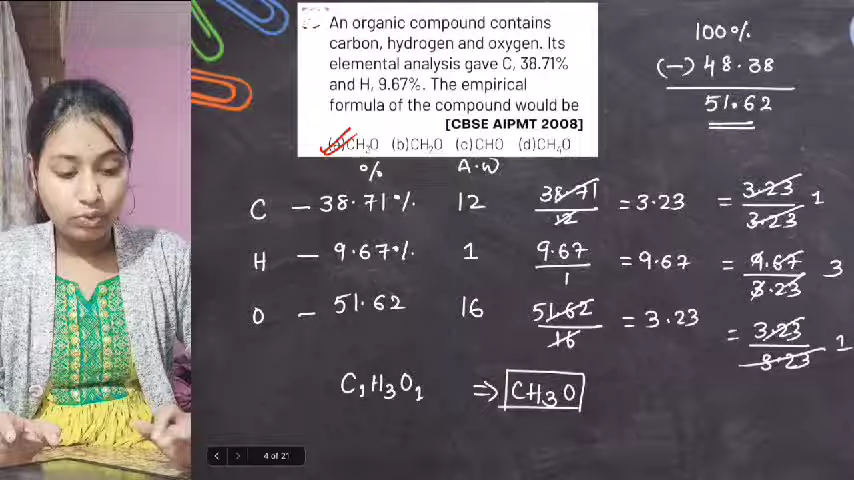 An organic compound contains
carbon, hydrogen and oxygen. Its
elemental analysis gave C, 38.71%
and H, 9.67%. The empirical
formula of the compound would be
[CBSE AIPMT 2008]
(a)CH₃O (b)CH₂O (c)CHO (d)CH₄O
100%
(-) 48.38
51.62
% A.W
C - 38.71% 12 38.71/12 = 3.23 = 3.23/3.23 1
H - 9.67% 1 9.67/1 = 9.67 = 9.67/3.23 3
O - 51.62 16 51.62/16 = 3.23 = 3.23/3.23 1
C₁H₃O₁ ⇒ CH₃O
4 of 21